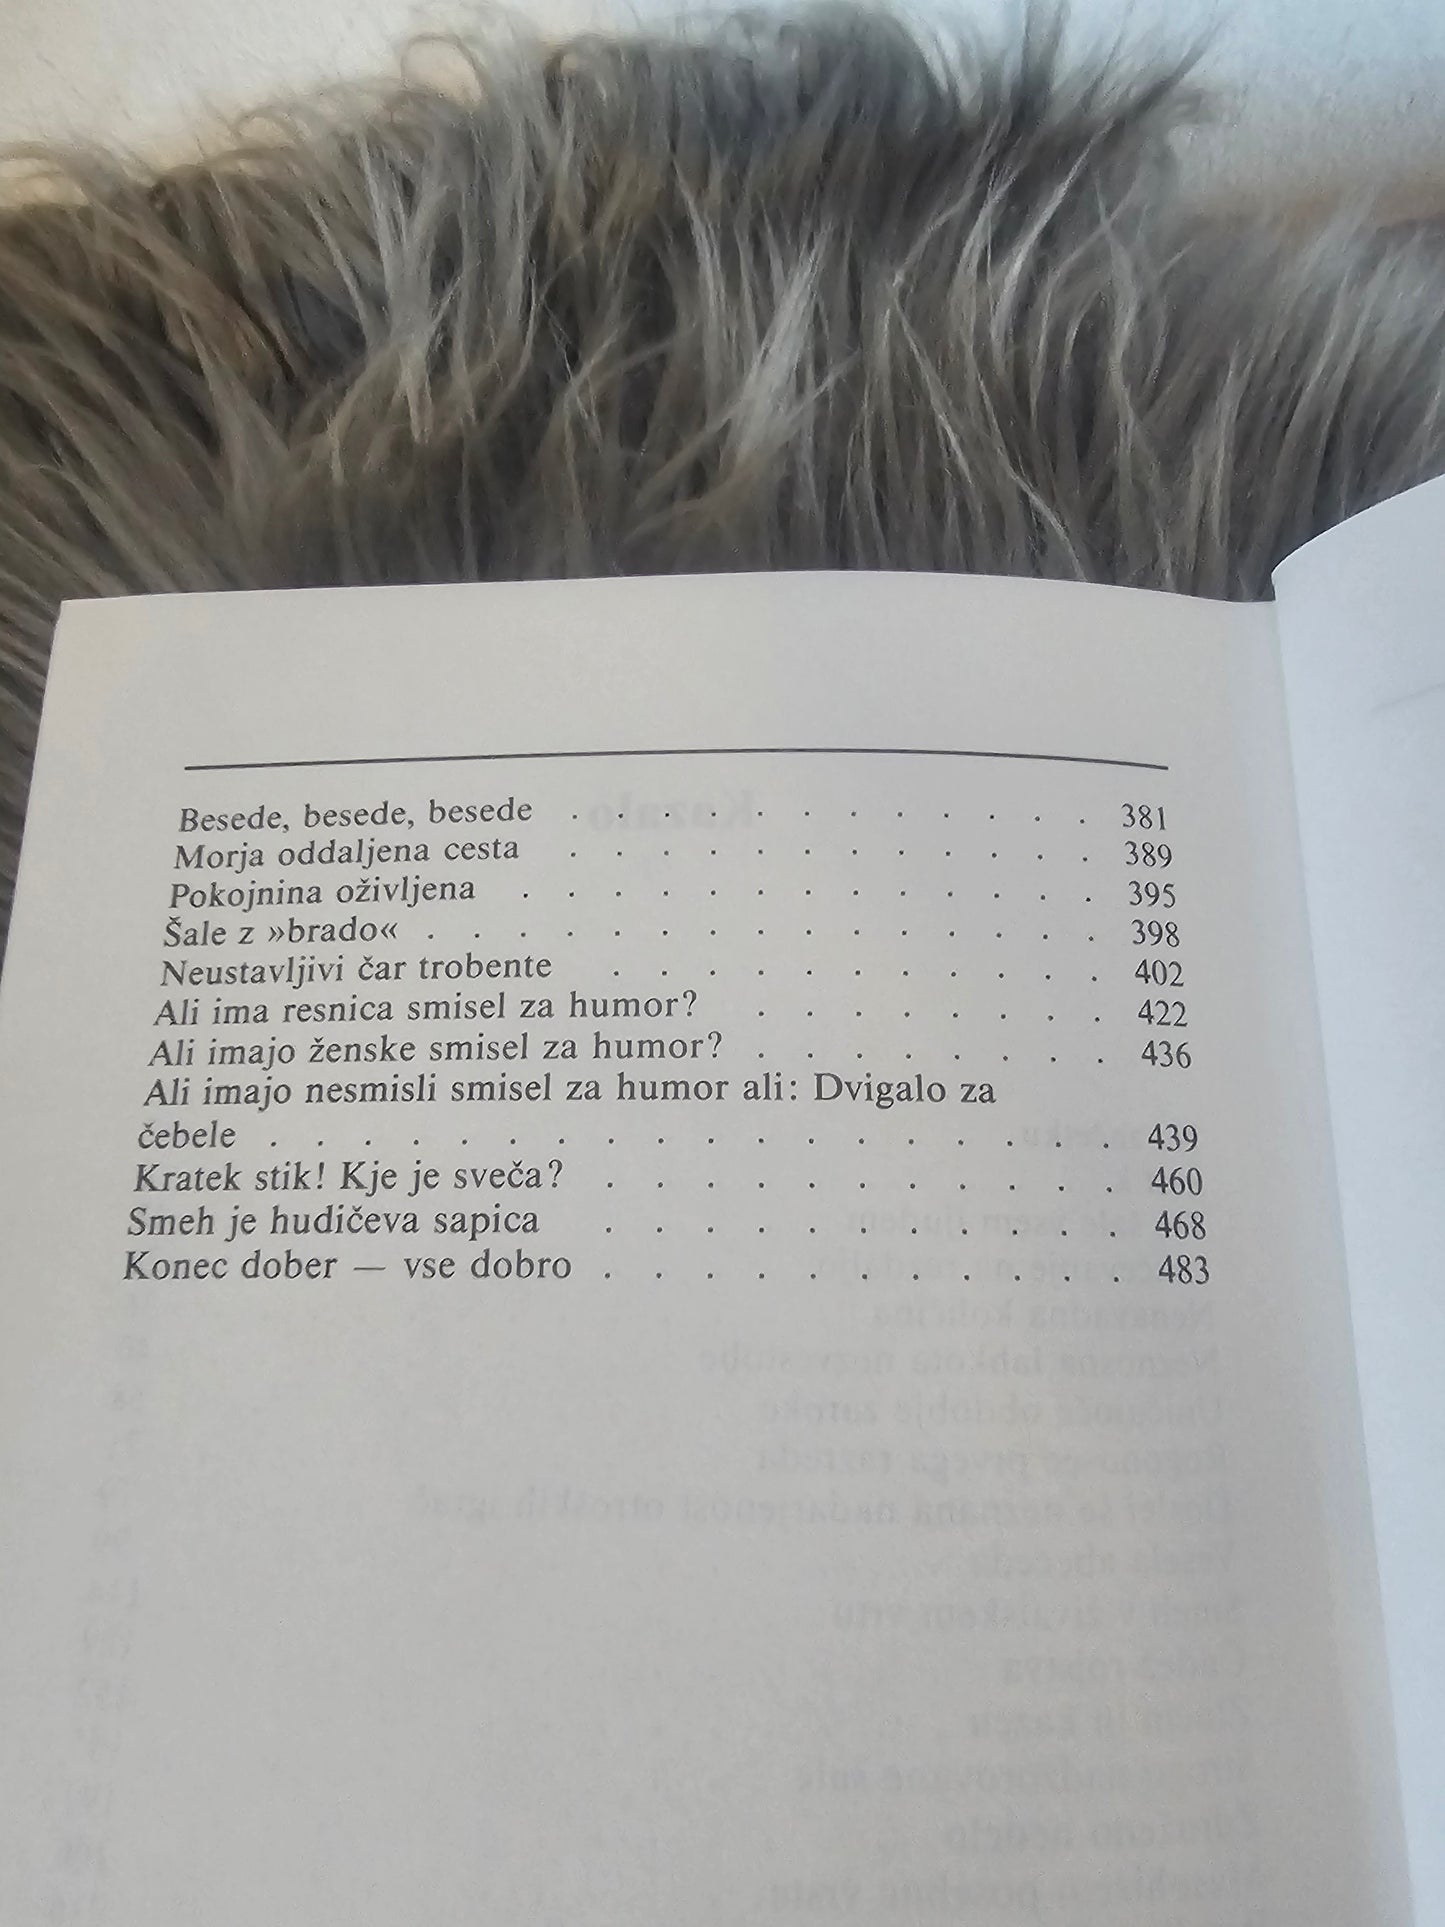 Besede, besede, besede . . . . . . . . . . . . 381
Morja oddaljena cesta . . . . . . . . . . . . 389
Pokojnina oživljena . . . . . . . . . . . . . 395
Šale z »brado« . . . . . . . . . . . . . . . 398
Neustavljivi čar trobente . . . . . . . . . . . 402
Ali ima resnica smisel za humor? . . . . . . . . 422
Ali imajo ženske smisel za humor? . . . . . . . . 436
Ali imajo nesmisli smisel za humor ali: Dvigalo za
čebele . . . . . . . . . . . . . . . . . . . 439
Kratek stik! Kje je sveča? . . . . . . . . . . . 460
Smeh je hudičeva sapica . . . . . . . . . . . 468
Konec dober — vse dobro . . . . . . . . . . . 483